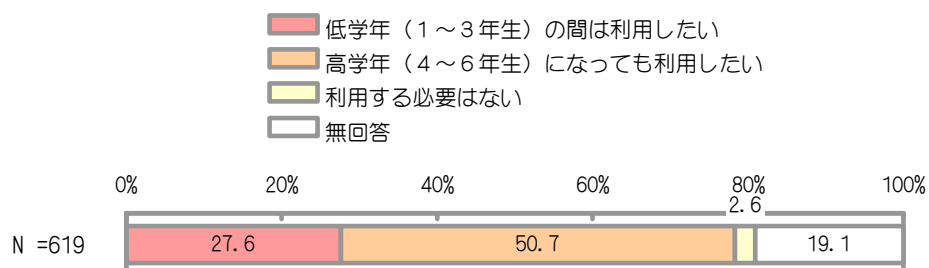 低学年（１～３年生）の間は利用したい
高学年（４～６年生）になっても利用したい
利用する必要はない
無回答
0% 20% 40% 60% 80% 100%
2.6
N =619 27.6 50.7 19.1